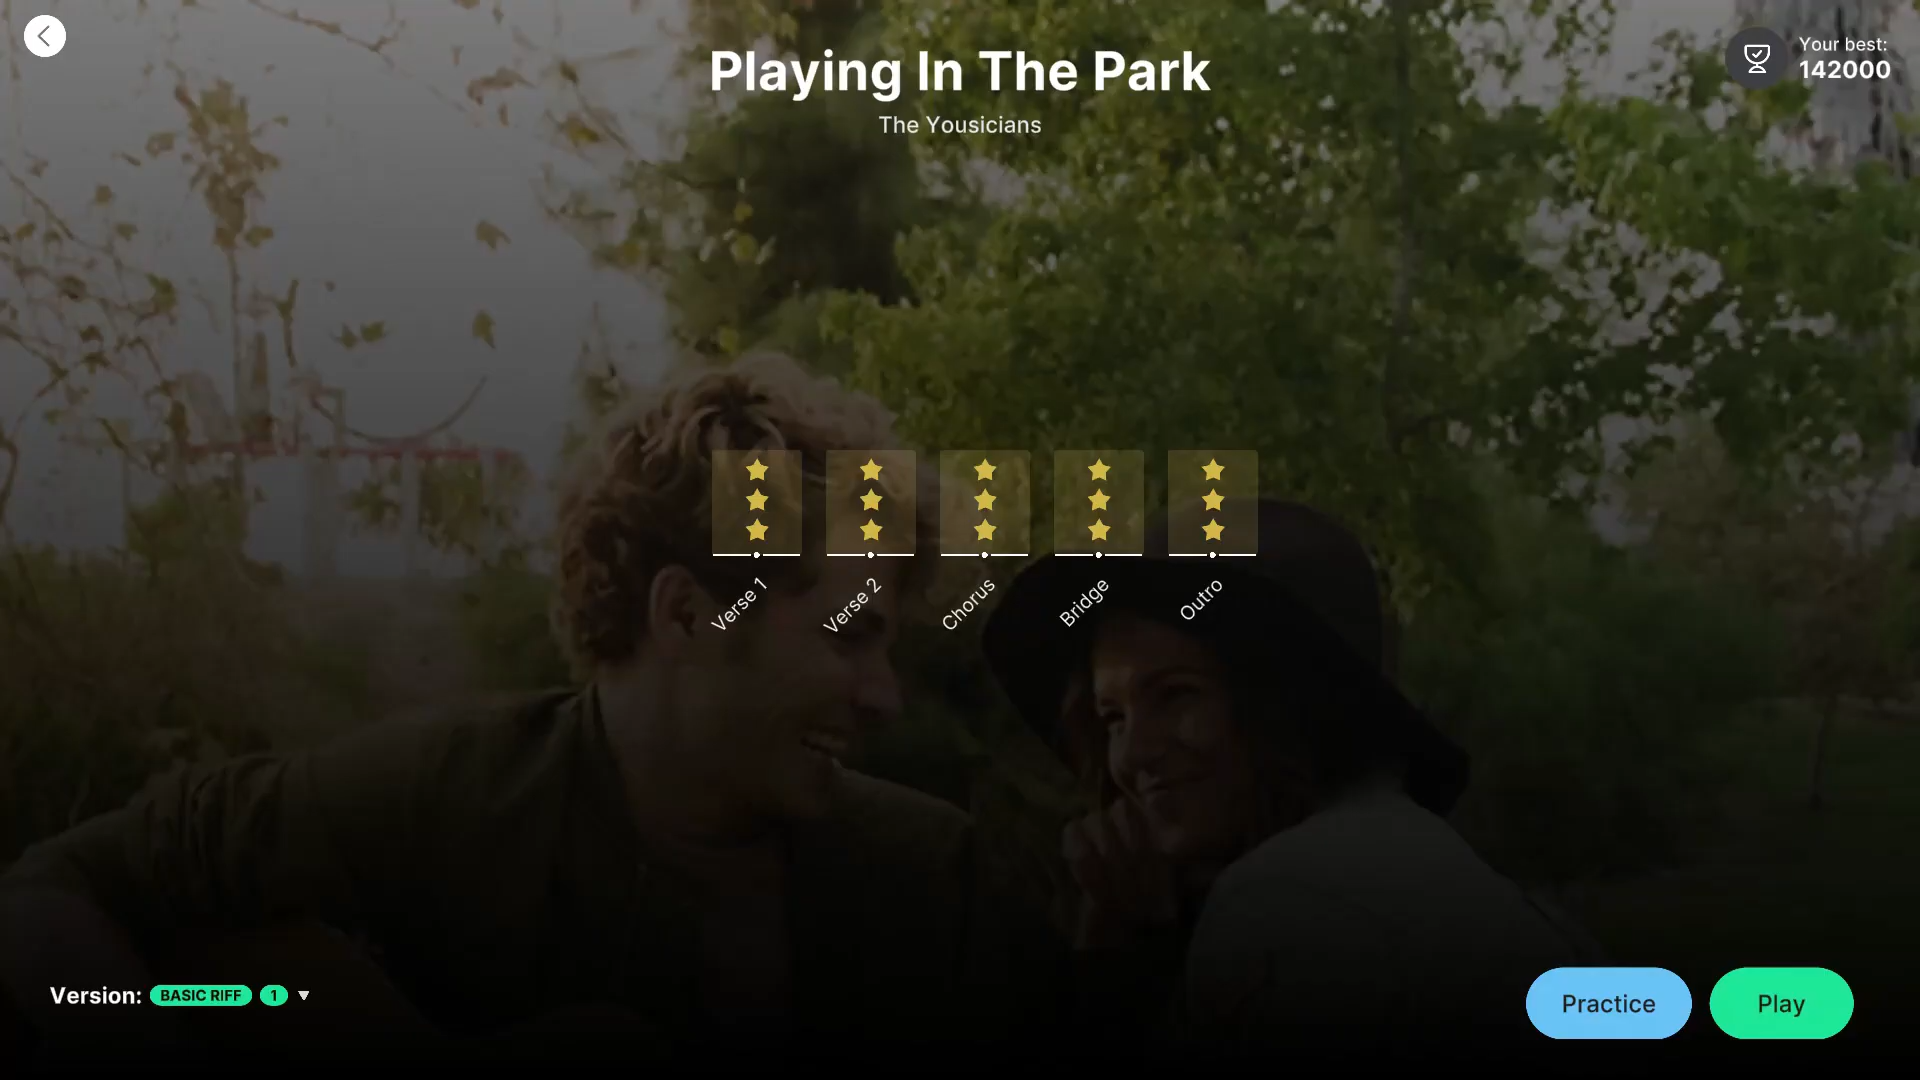 Playing In The Park
The Yousicians
Your best:
142000
Verse 1
Verse 2
Chorus
Bridge
Outro
Version: BASIC RIFF 1
Practice
Play